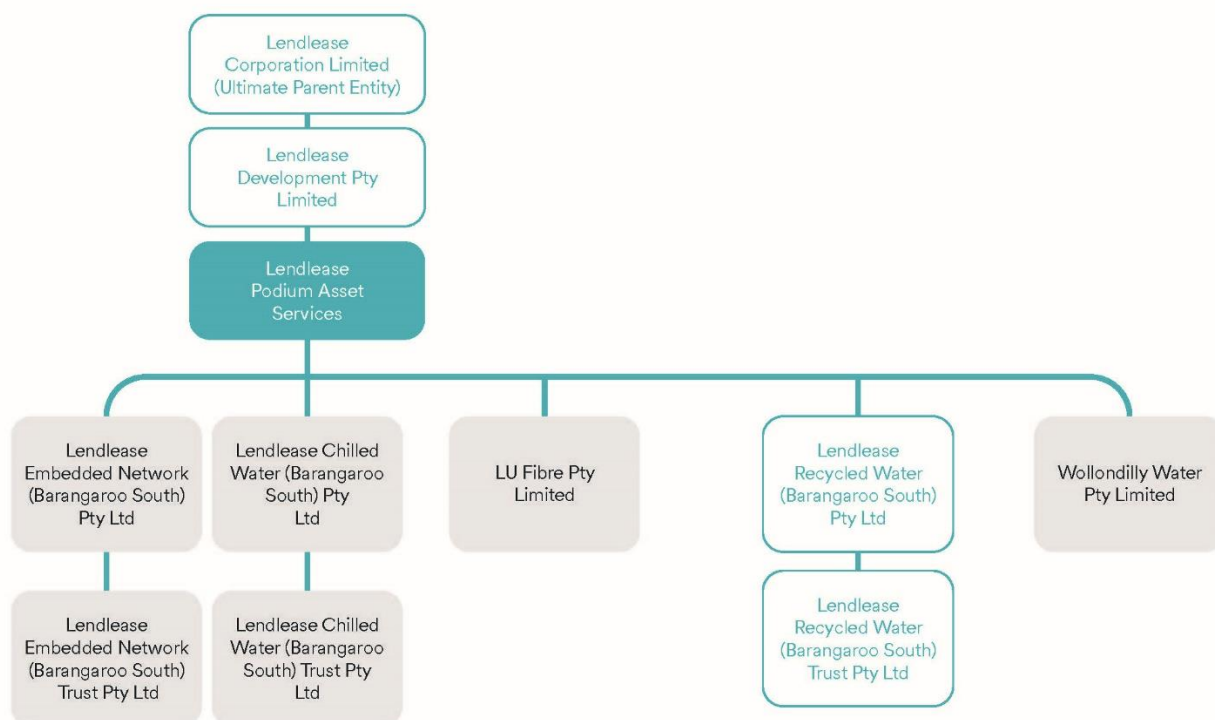 Lendlease
Corporation Limited
(Ultimate Parent Entity)
Lendlease
Development Pty
Limited
Lendlease
Podium Asset
Services
Lendlease
Embedded Network
(Barangaroo South)
Pty Ltd
Lendlease Chilled
Water (Barangaroo
South) Pty
Ltd
LU Fibre Pty
Limited
Lendlease
Recycled Water
(Barangaroo South)
Pty Ltd
Wollondilly Water
Pty Limited
Lendlease
Embedded Network
(Barangaroo South)
Trust Pty Ltd
Lendlease Chilled
Water (Barangaroo
South) Trust Pty
Ltd
Lendlease
Recycled Water
(Barangaroo South)
Trust Pty Ltd